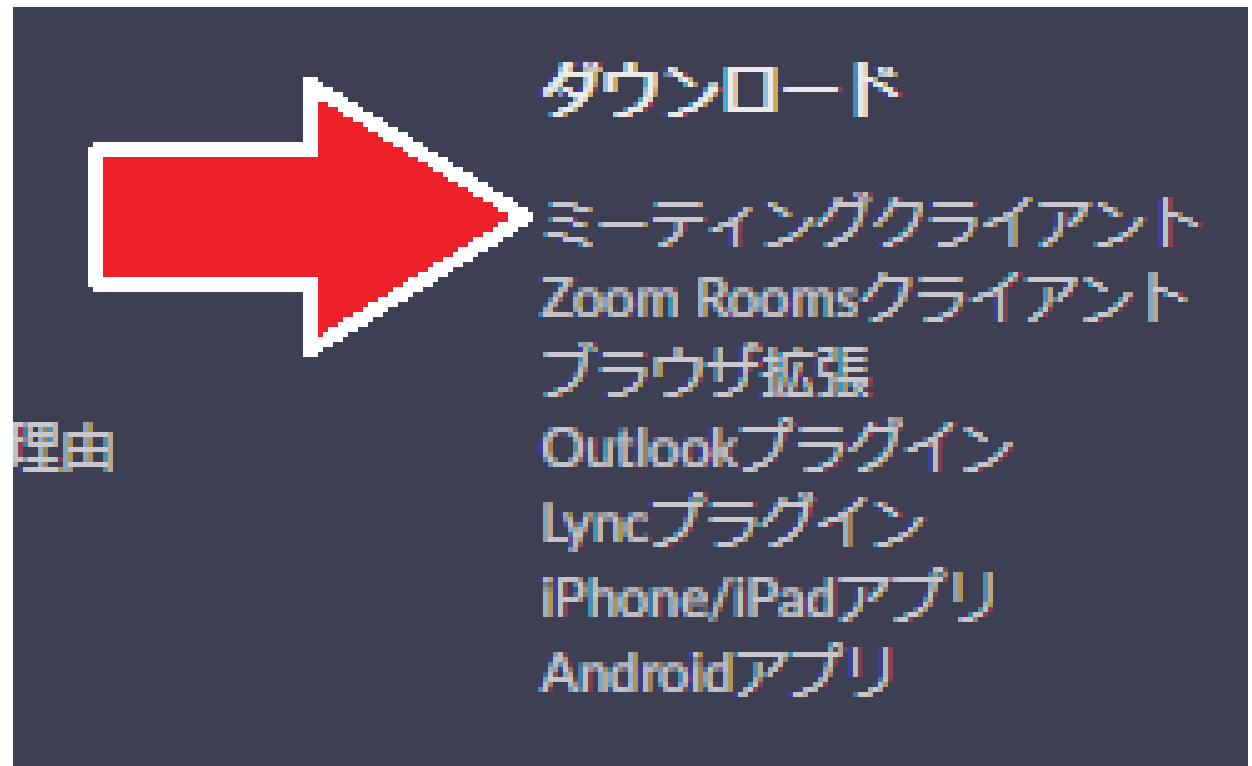 ダウンロード
ミーティングクライアント
Zoom Roomsクライアント
ブラウザ拡張
理由
Outlookプラグイン
Lyncプラグイン
iPhone/iPadアプリ
Androidアプリ